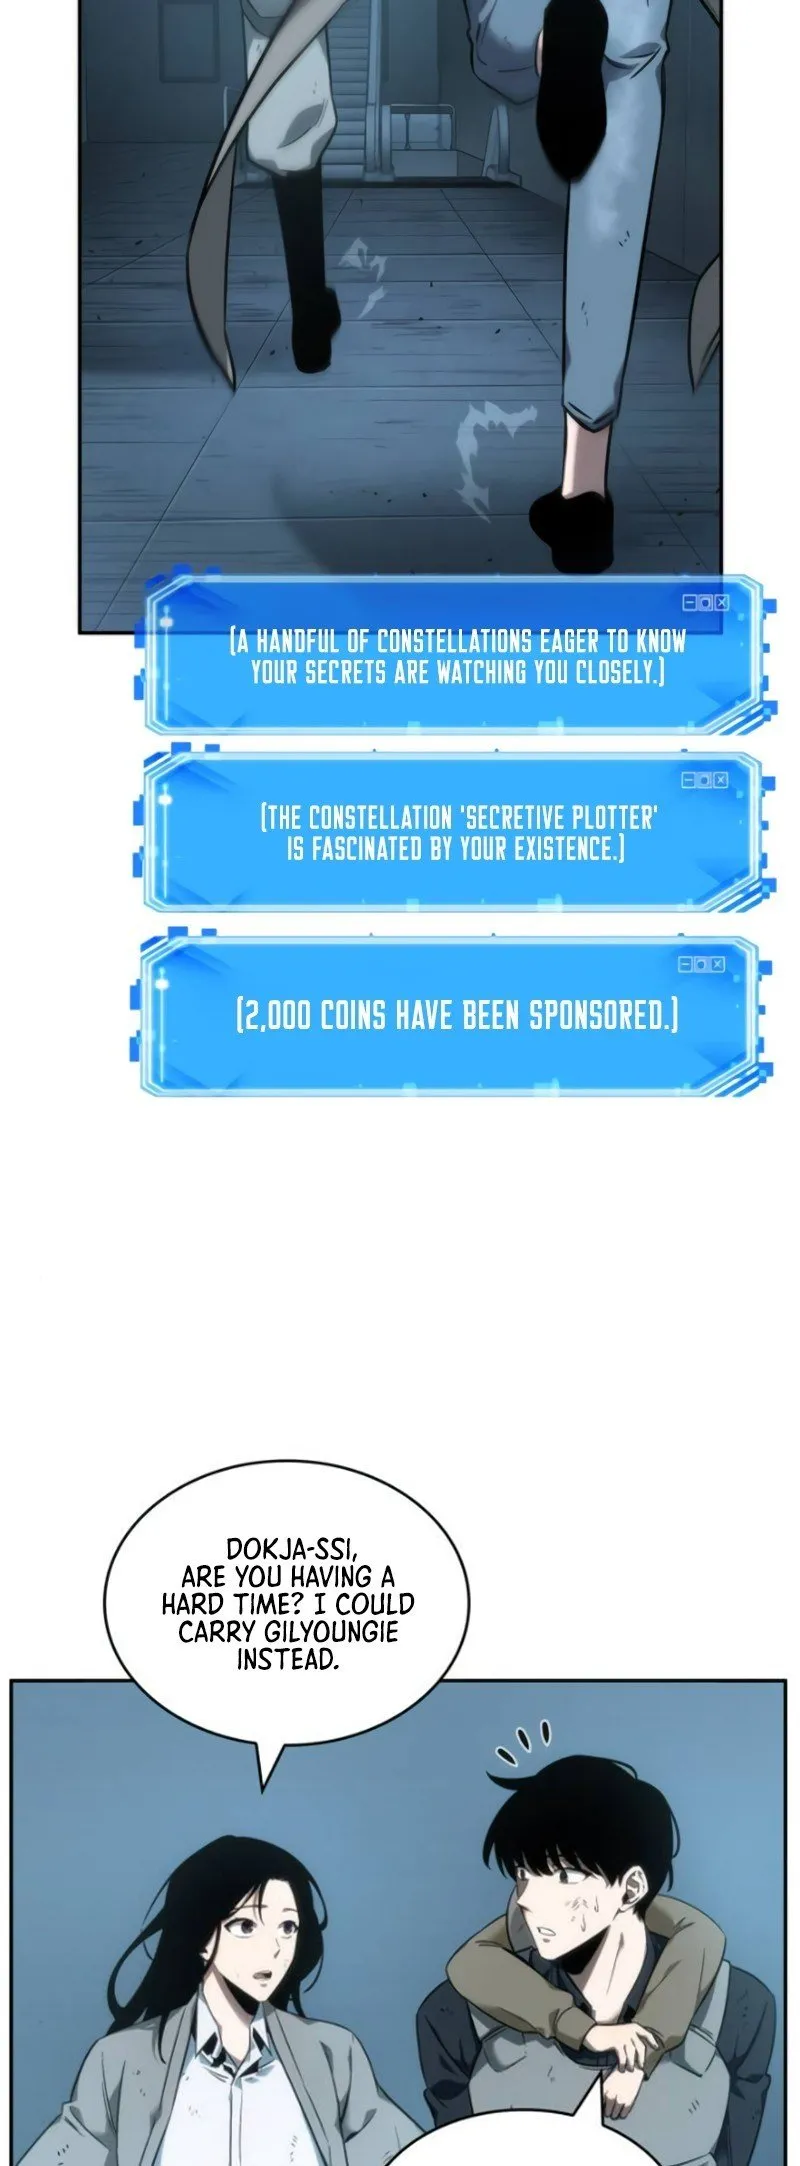 (A HANDFUL OF CONSTELLATIONS EAGER TO KNOW
YOUR SECRETS ARE WATCHING YOU CLOSELY.)
(THE CONSTELLATION 'SECRETIVE PLOTTER'
IS FASCINATED BY YOUR EXISTENCE.)
(2,000 COINS HAVE BEEN SPONSORED.)
DOKJA-SSI,
ARE YOU HAVING A
HARD TIME? I COULD
CARRY GILYOUNGIE
INSTEAD.